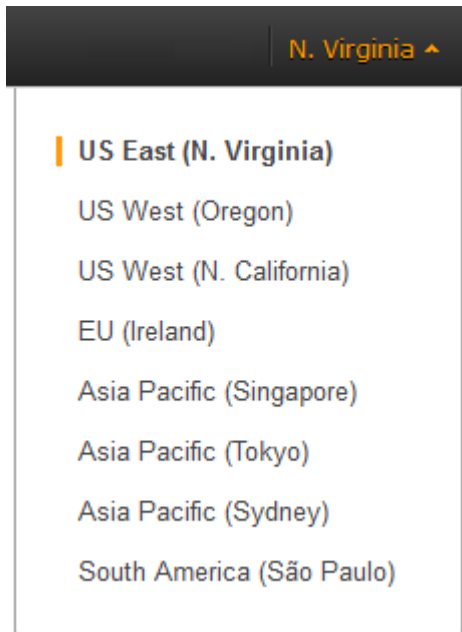 N. Virginia
US East (N. Virginia)
US West (Oregon)
US West (N. California)
EU (Ireland)
Asia Pacific (Singapore)
Asia Pacific (Tokyo)
Asia Pacific (Sydney)
South America (São Paulo)